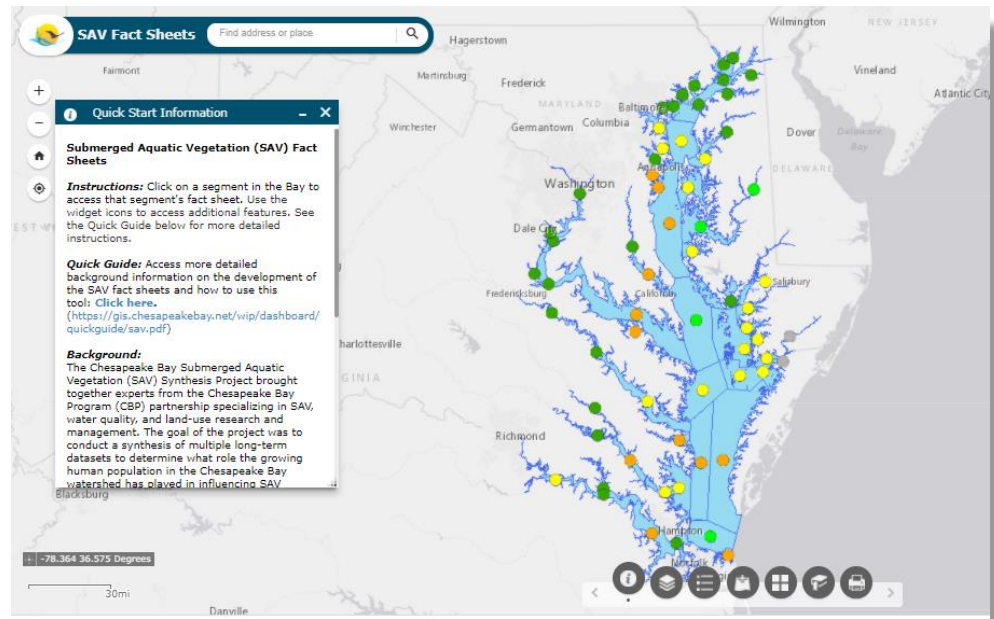 SAV Fact Sheets
Find address or place
Quick Start Information
Submerged Aquatic Vegetation (SAV) Fact
Sheets
Instructions: Click on a segment in the Bay to
access that segment's fact sheet. Use the
widget icons to access additional features. See
the Quick Guide below for more detailed
instructions.
Quick Guide: Access more detailed
background information on the development of
the SAV fact sheets and how to use this
tool: Click here.
(https://gis.chesapeakebay.net/wip/dashboard/
quickguide/sav.pdf)
Background:
The Chesapeake Bay Submerged Aquatic
Vegetation (SAV) Synthesis Project brought
together experts from the Chesapeake Bay
Program (CBP) partnership specializing in SAV,
water quality, and land-use research and
management. The goal of the project was to
conduct a synthesis of multiple long-term
datasets to determine what role the growing
human population in the Chesapeake Bay
watershed has played in influencing SAV
Wilmington
NEW JERSEY
Hagerstown
Fairmont
Martinsburg
Frederick
Vineland
Atlantic City
MARYLAND
Baltimore
Winchester
Germantown
Columbia
Dover
Delaware
Bay
Annapolis
DELAWARE
Washington
Dale City
Salisbury
Fredericksburg
California
harlottesville
GINIA
Richmond
Blacksburg
Hampton
Norfolk
-78.364 36.575 Degrees
30mi
Danville